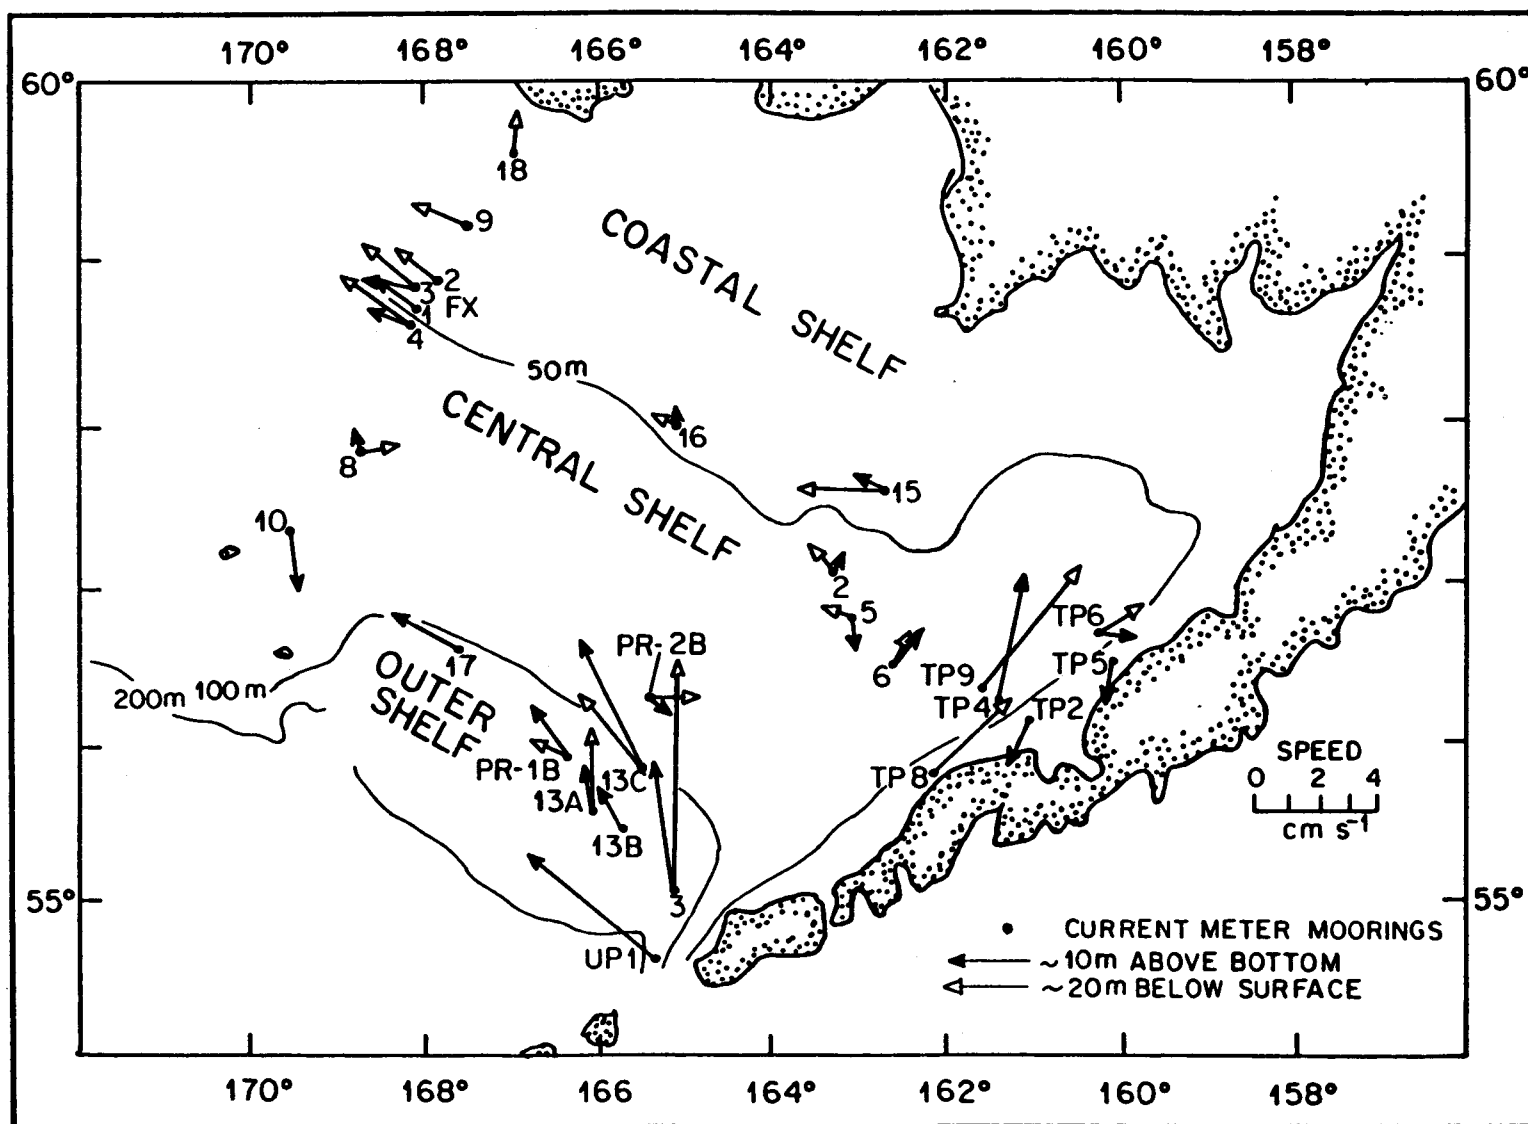 170° 168° 166° 164° 162° 160° 158°
60° 60°
18
9
COASTAL SHELF
2
3
FX
1
4
50m
CENTRAL SHELF
16
8
15
10
2
5
TP6
17
PR-2B
6
TP9
TP5
OUTER
SHELF
200m 100m
TP4
TP2
PR-1B
13C
TP8
SPEED
0 2 4
cm s⁻¹
13A
13B
3
55° 55°
UP1
CURRENT METER MOORINGS
~10m ABOVE BOTTOM
~20m BELOW SURFACE
170° 168° 166° 164° 162° 160° 158°